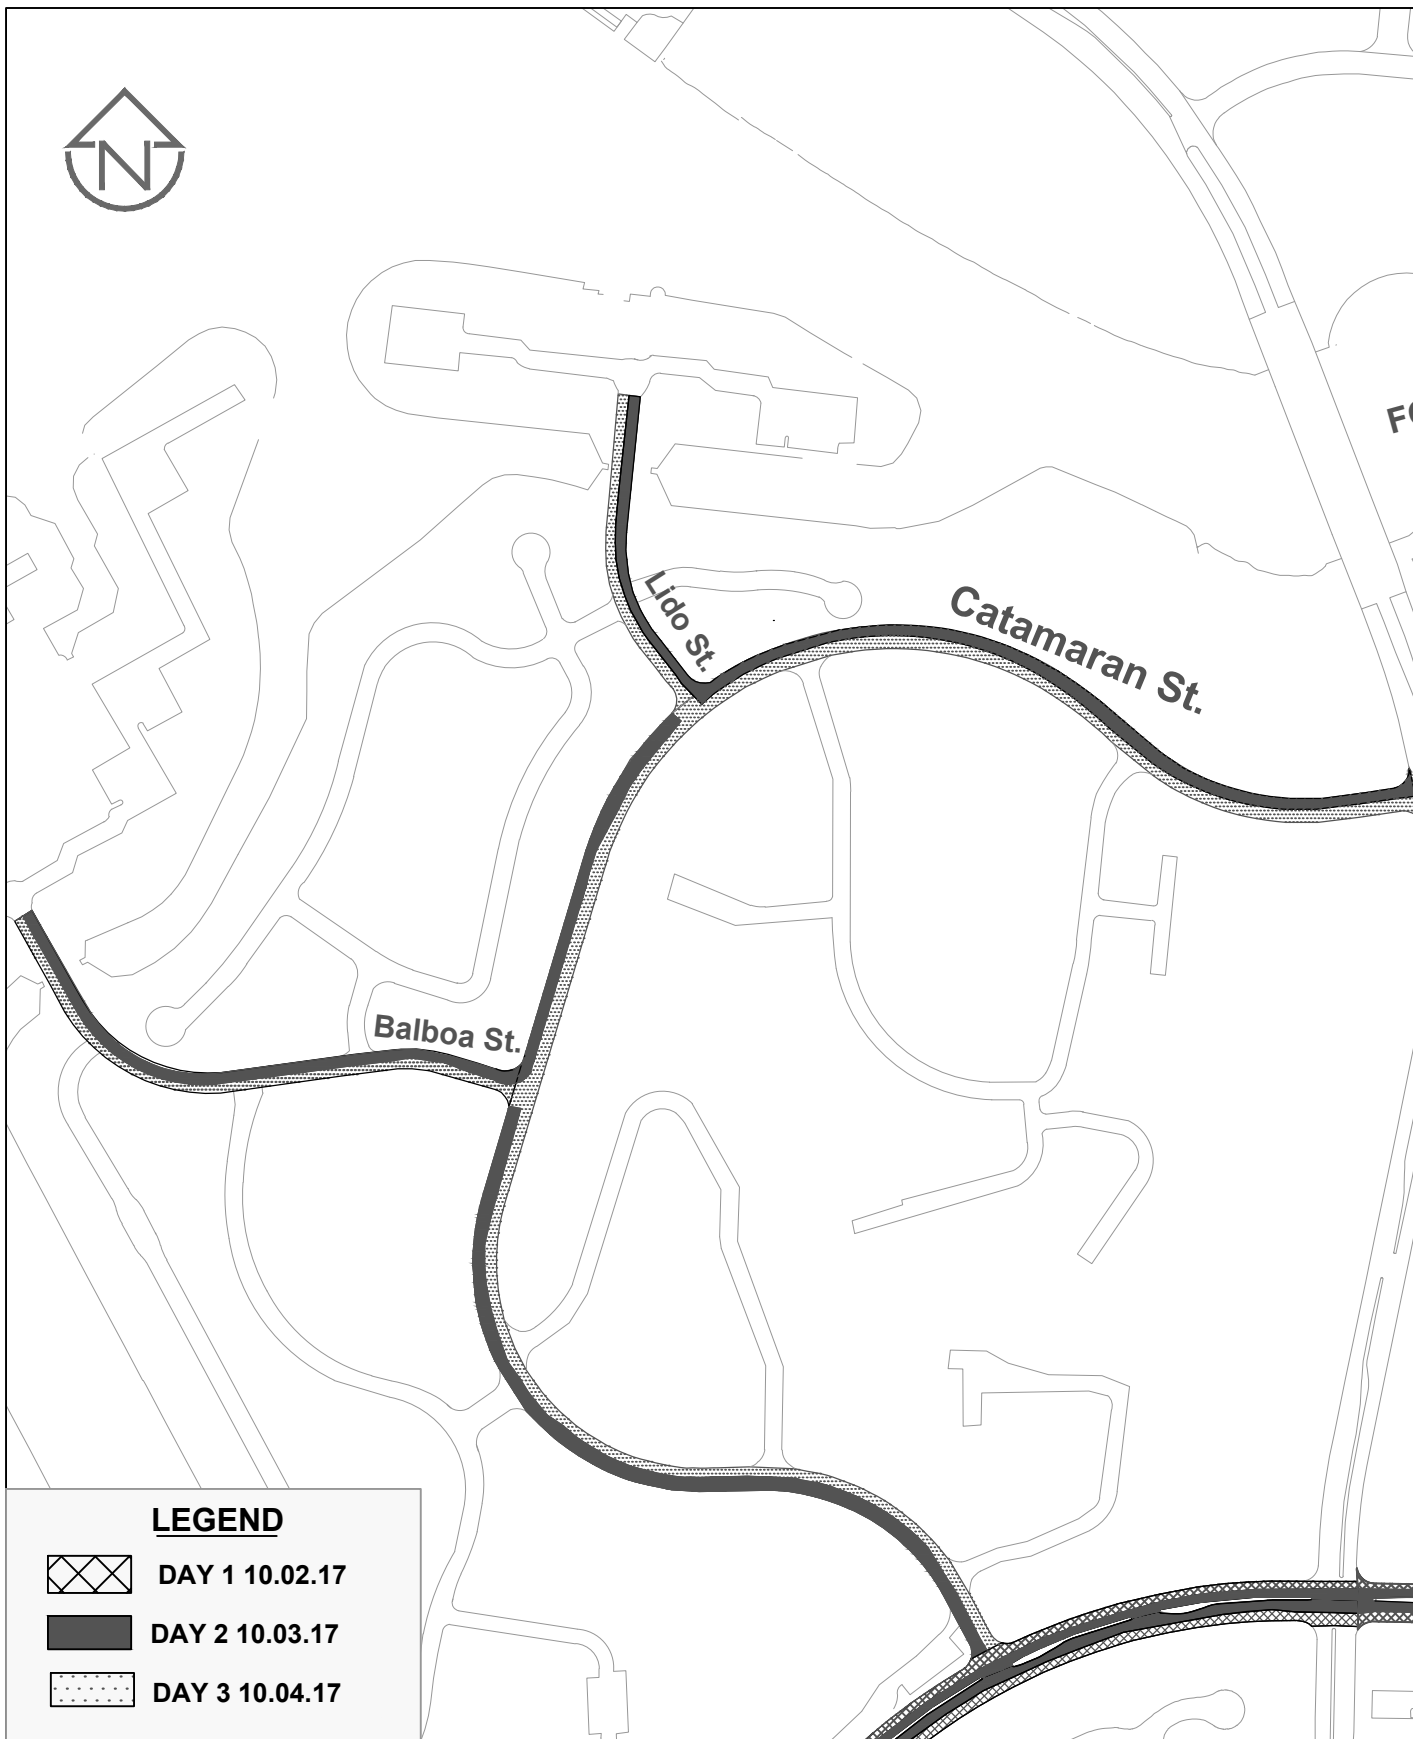 N
FO
Lido St.
Catamaran St.
Balboa St.
LEGEND
DAY 1 10.02.17
DAY 2 10.03.17
DAY 3 10.04.17